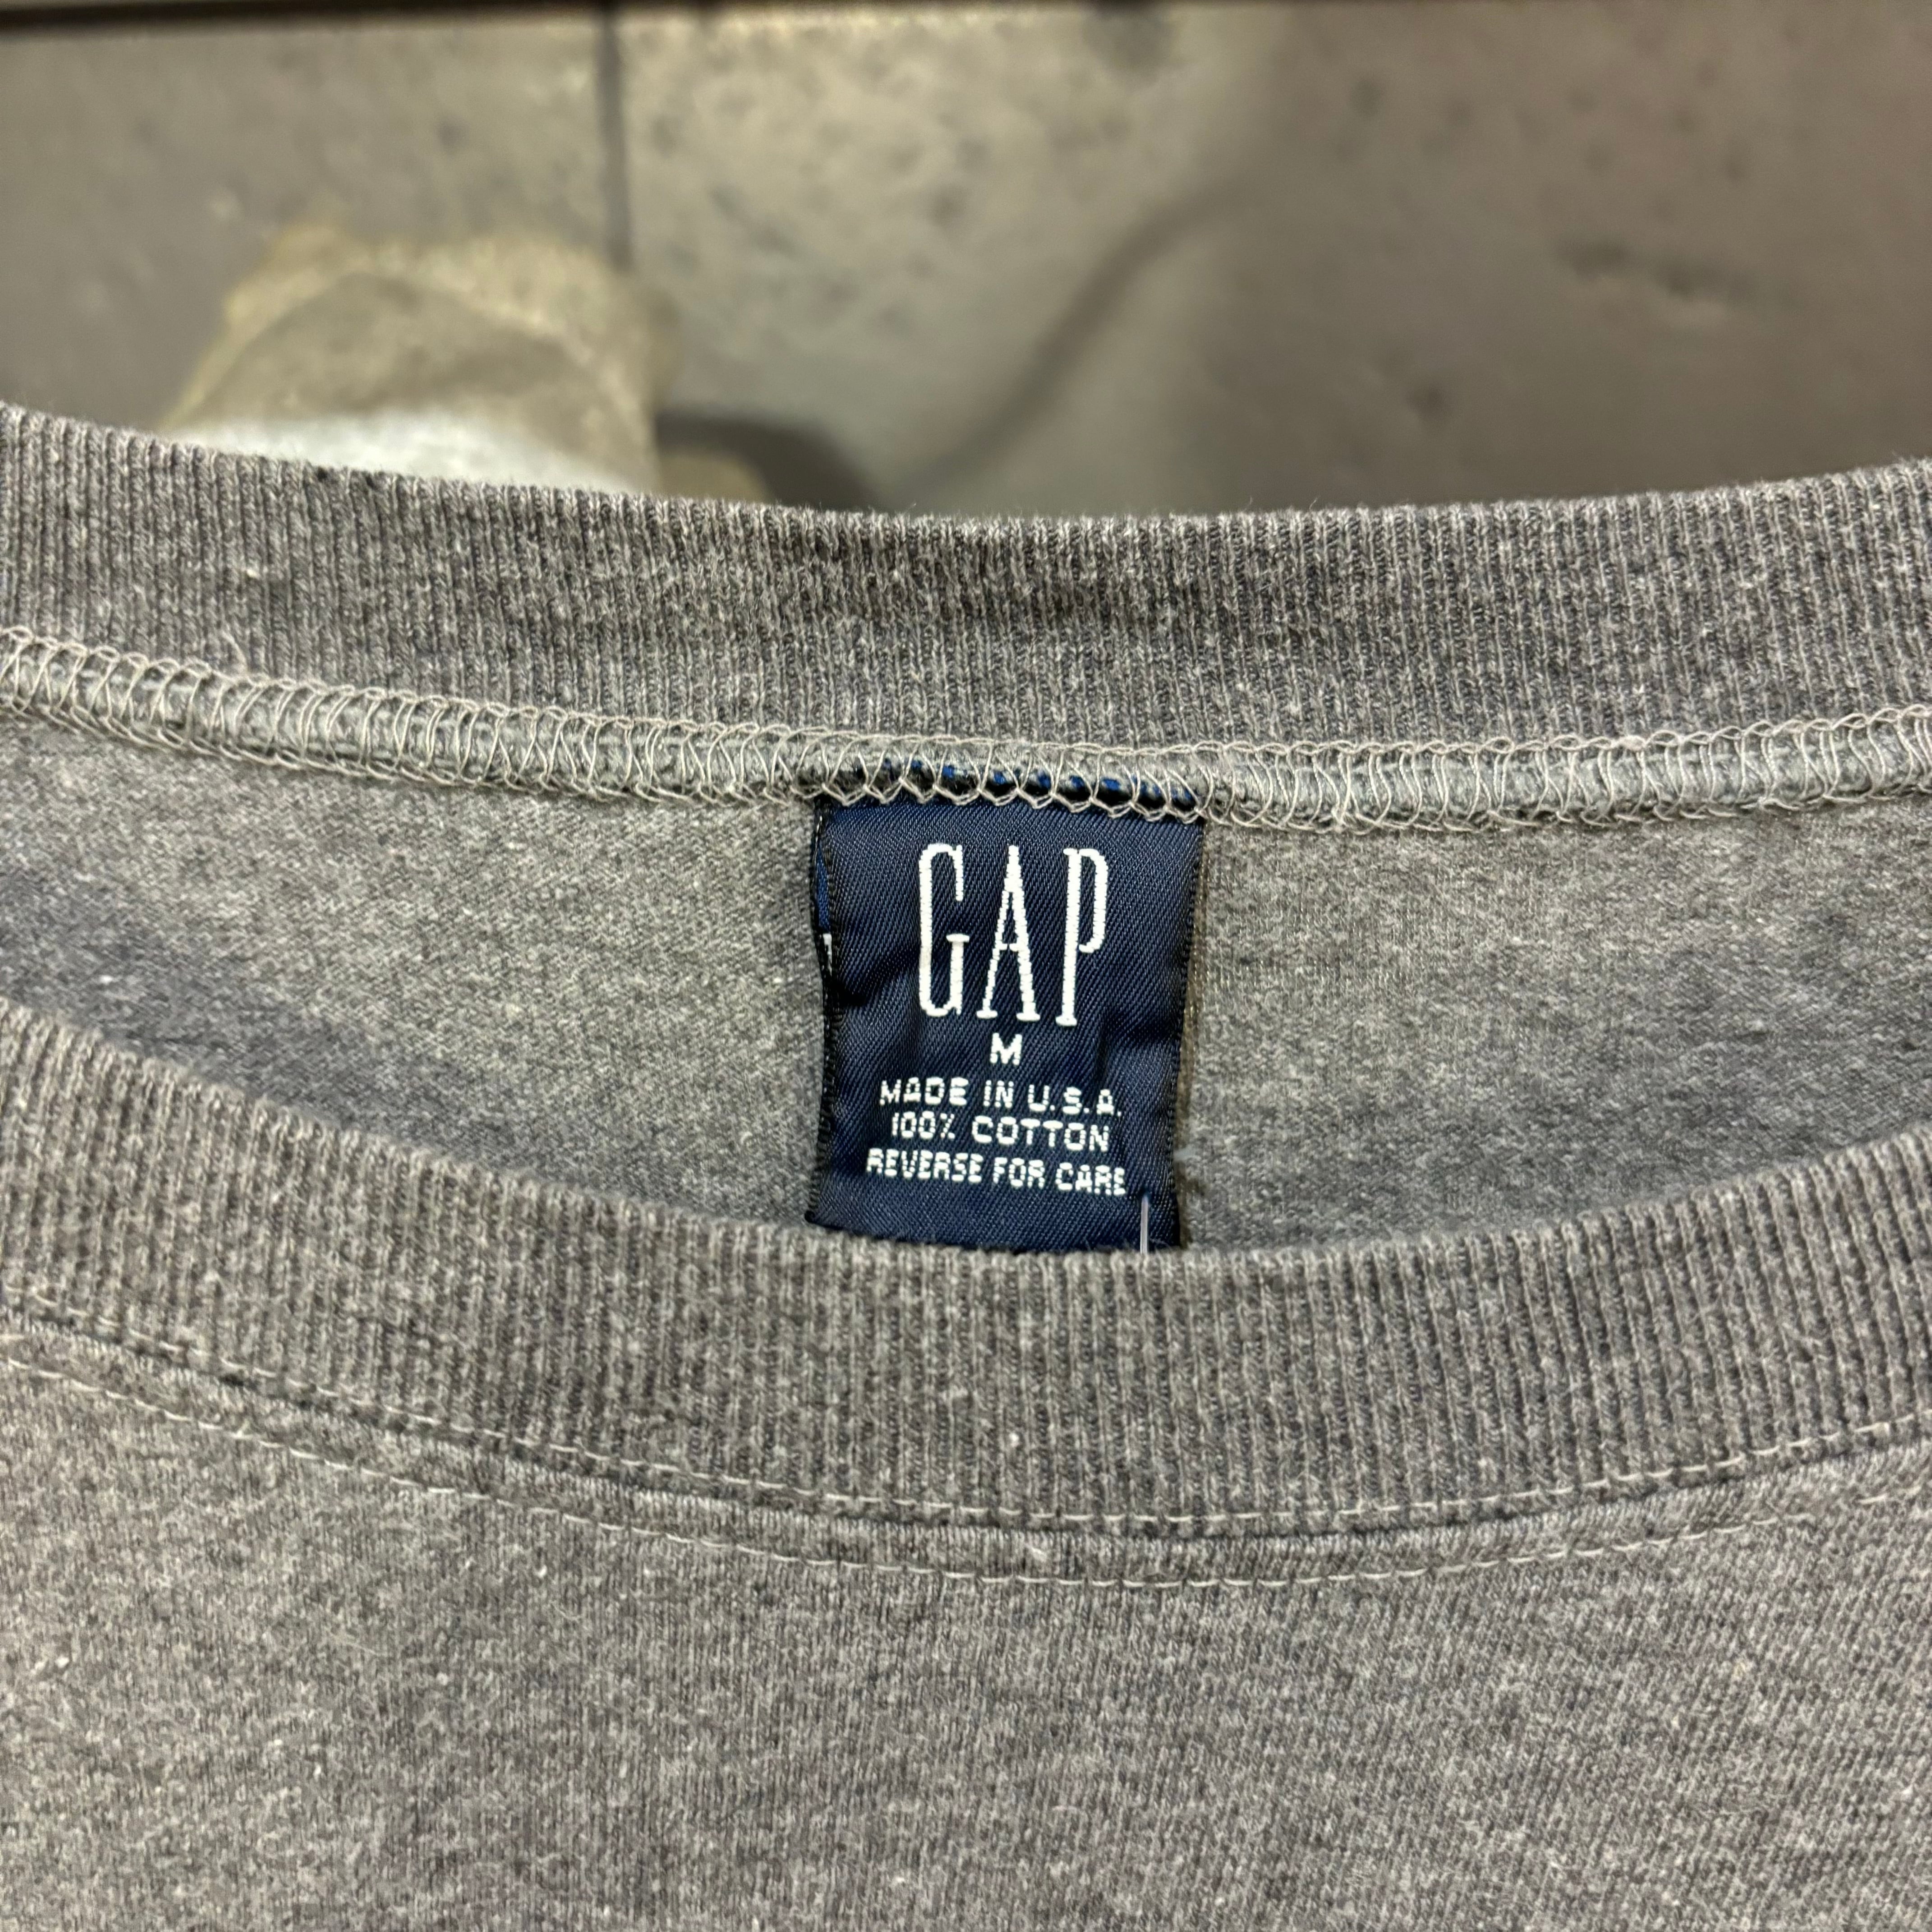 GAP
M
MADE IN U.S.A.
100% COTTON
REVERSE FOR CARE